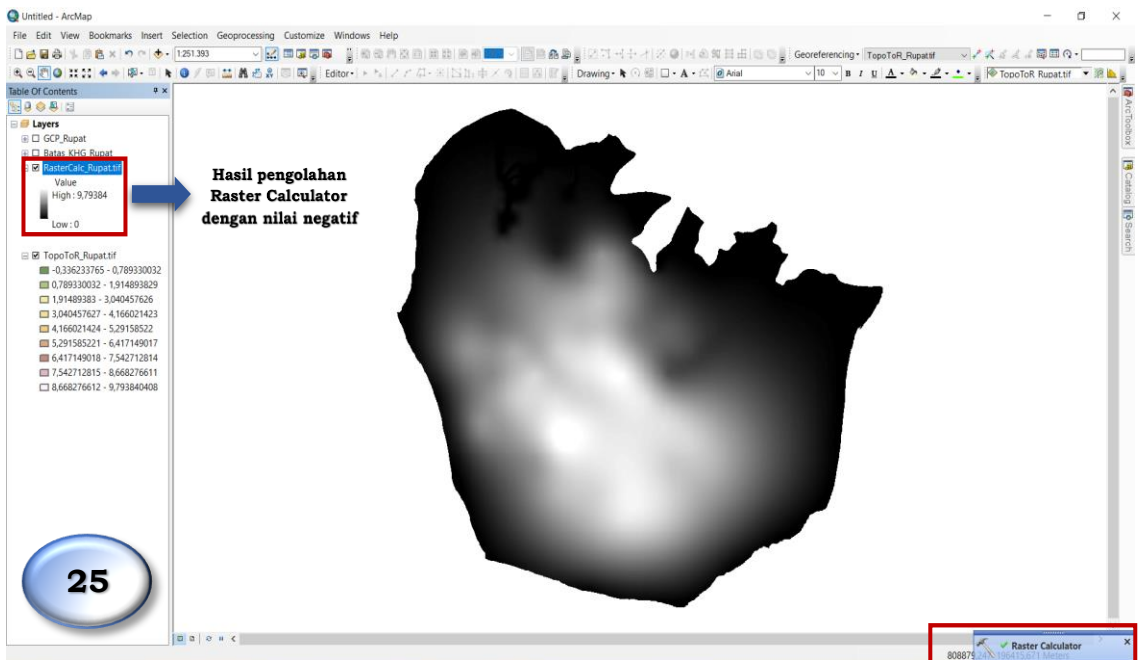 Untitled - ArcMap
File Edit View Bookmarks Insert Selection Geoprocessing Customize Windows Help
1:251.393
Georeferencing
TopoToR_Rupat.tif
Editor
Drawing
A
Arial
10
B I U A
TopoToR_Rupat.tif
Table Of Contents
Layers
GCP_Rupat
Batas_KHG_Rupat
RasterCalc_Rupat.tif
Value
High : 9,79384
Low : 0
TopoToR_Rupat.tif
-0,336233765 - 0,789330032
0,789330032 - 1,914893829
1,91489383 - 3,040457626
3,040457627 - 4,166021423
4,166021424 - 5,29158522
5,291585221 - 6,417149017
6,417149018 - 7,542712814
7,542712815 - 8,668276611
8,668276612 - 9,793840408
Hasil pengolahan
Raster Calculator
dengan nilai negatif
25
ArcToolbox
Catalog
Search
Raster Calculator
Meters